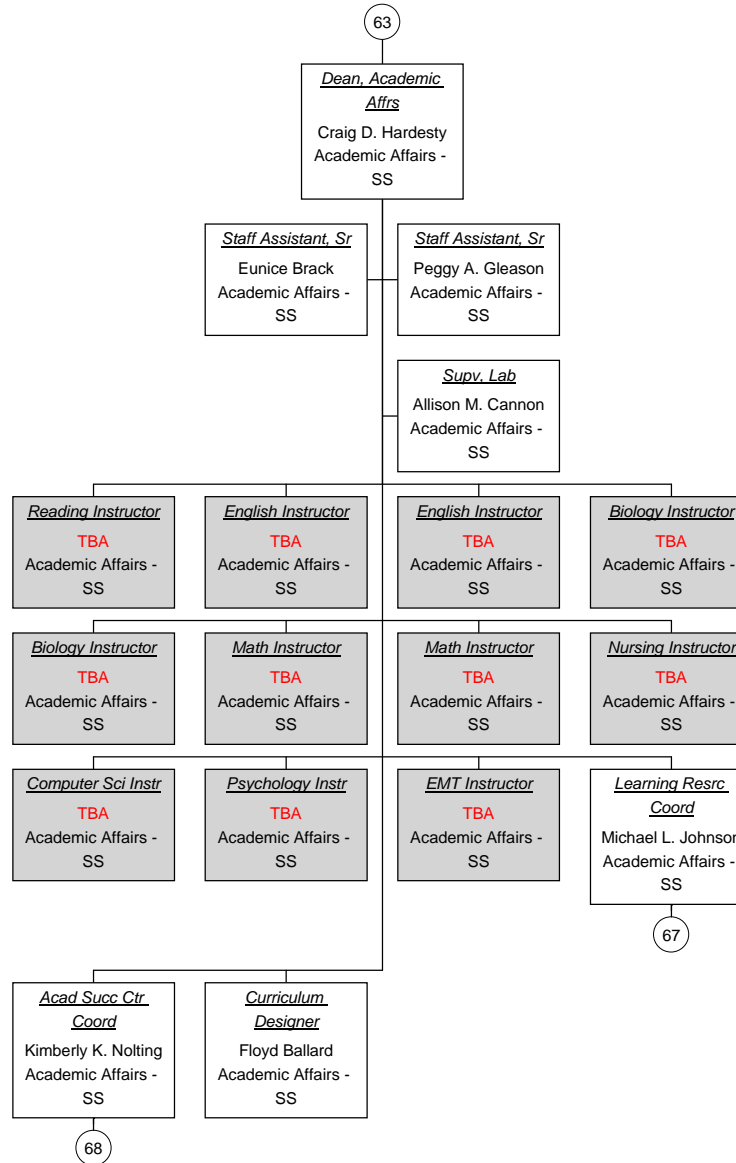 63
Dean, Academic
Affrs
Craig D. Hardesty
Academic Affairs -
SS
Staff Assistant, Sr
Eunice Brack
Academic Affairs -
SS
Staff Assistant, Sr
Peggy A. Gleason
Academic Affairs -
SS
Supv, Lab
Allison M. Cannon
Academic Affairs -
SS
Reading Instructor
TBA
Academic Affairs -
SS
English Instructor
TBA
Academic Affairs -
SS
English Instructor
TBA
Academic Affairs -
SS
Biology Instructor
TBA
Academic Affairs -
SS
Biology Instructor
TBA
Academic Affairs -
SS
Math Instructor
TBA
Academic Affairs -
SS
Math Instructor
TBA
Academic Affairs -
SS
Nursing Instructor
TBA
Academic Affairs -
SS
Computer Sci Instr
TBA
Academic Affairs -
SS
Psychology Instr
TBA
Academic Affairs -
SS
EMT Instructor
TBA
Academic Affairs -
SS
Learning Resrc
Coord
Michael L. Johnson
Academic Affairs -
SS
67
Acad Succ Ctr
Coord
Kimberly K. Nolting
Academic Affairs -
SS
68
Curriculum
Designer
Floyd Ballard
Academic Affairs -
SS